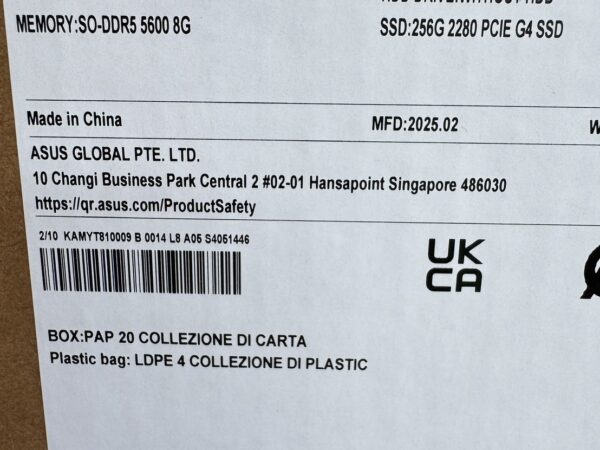 MEMORY:SO-DDR5 5600 8G
SSD:256G 2280 PCIE G4 SSD
Made in China
MFD:2025.02
ASUS GLOBAL PTE. LTD.
10 Changi Business Park Central 2 #02-01 Hansapoint Singapore 486030
https://qr.asus.com/ProductSafety
2/10 KAMYT810009 B 0014 L8 A05 S4051446
UK
CA
BOX:PAP 20 COLLEZIONE DI CARTA
Plastic bag: LDPE 4 COLLEZIONE DI PLASTIC